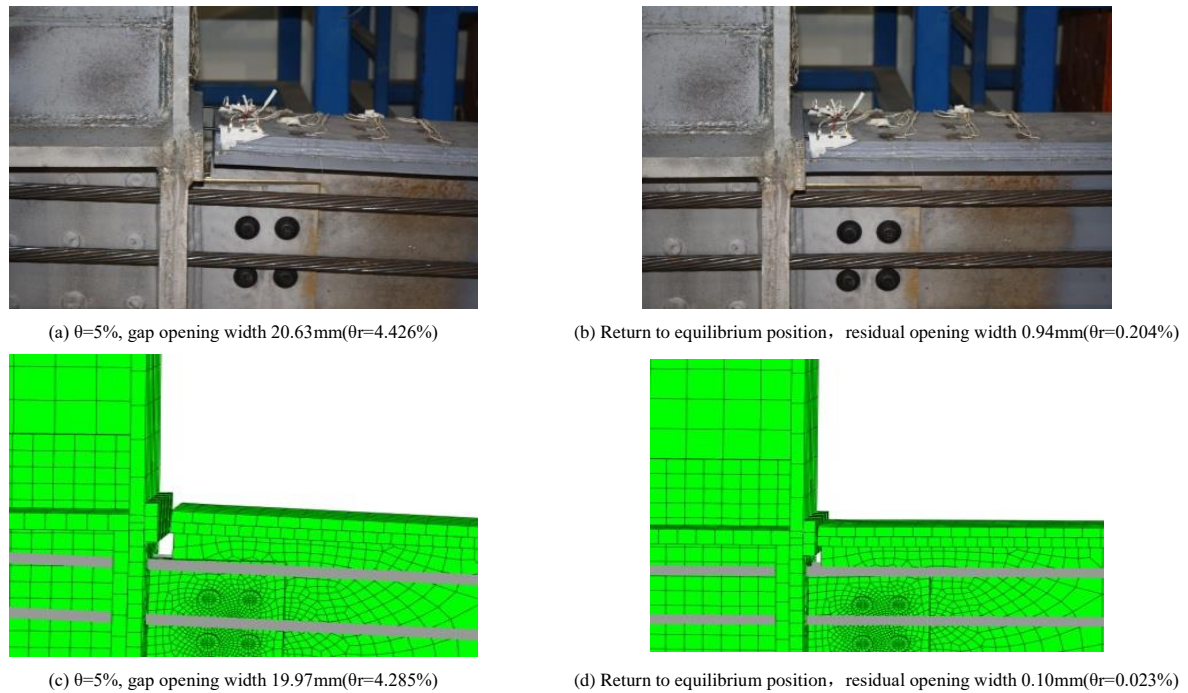 (a) θ=5%, gap opening width 20.63mm(θr=4.426%)
(b) Return to equilibrium position，residual opening width 0.94mm(θr=0.204%)
(c) θ=5%, gap opening width 19.97mm(θr=4.285%)
(d) Return to equilibrium position，residual opening width 0.10mm(θr=0.023%)